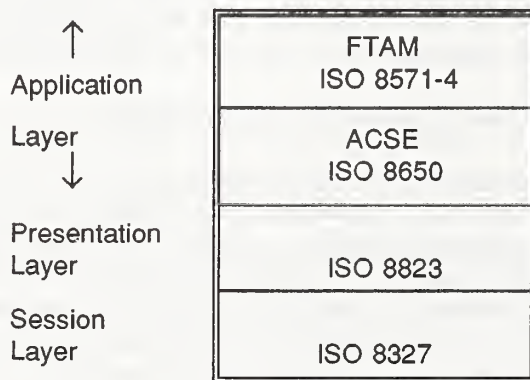 Application
Layer
Presentation
Layer
Session
Layer
FTAM
ISO 8571-4
ACSE
ISO 8650
ISO 8823
ISO 8327